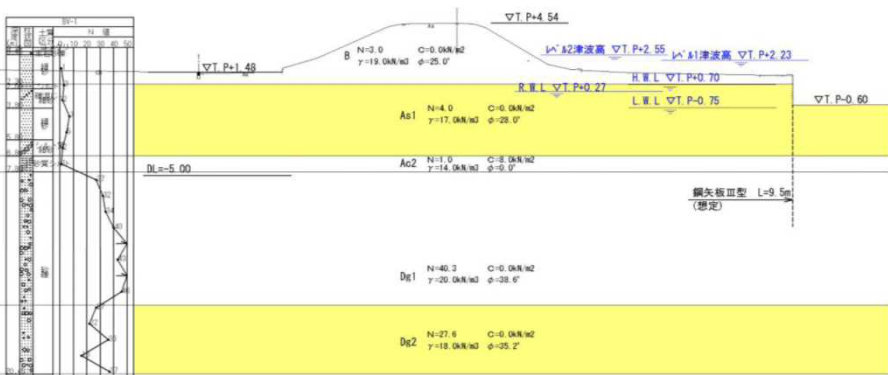 BV-1
N 値
0 10 20 30 40 50
▽T.P+4.54
As
▽T.P+1.48
B N=3.0 C=0.0kN/m2
γ=19.0kN/m3 φ=25.0°
ﾚﾍﾞﾙ2津波高 ▽T.P+2.55
ﾚﾍﾞﾙ1津波高 ▽T.P+2.23
H.W.L ▽T.P+0.70
R.W.L ▽T.P+0.27
L.W.L ▽T.P-0.75
▽T.P-0.60
As1 N=4.0 C=0.0kN/m2
γ=17.0kN/m3 φ=28.0°
Ac2 N=1.0 C=8.0kN/m2
γ=14.0kN/m3 φ=0.0°
DL=-5.00
鋼矢板Ⅲ型 L=9.5m
(想定)
Dg1 N=40.3 C=0.0kN/m2
γ=20.0kN/m3 φ=38.6°
Dg2 N=27.6 C=0.0kN/m2
γ=18.0kN/m3 φ=35.2°